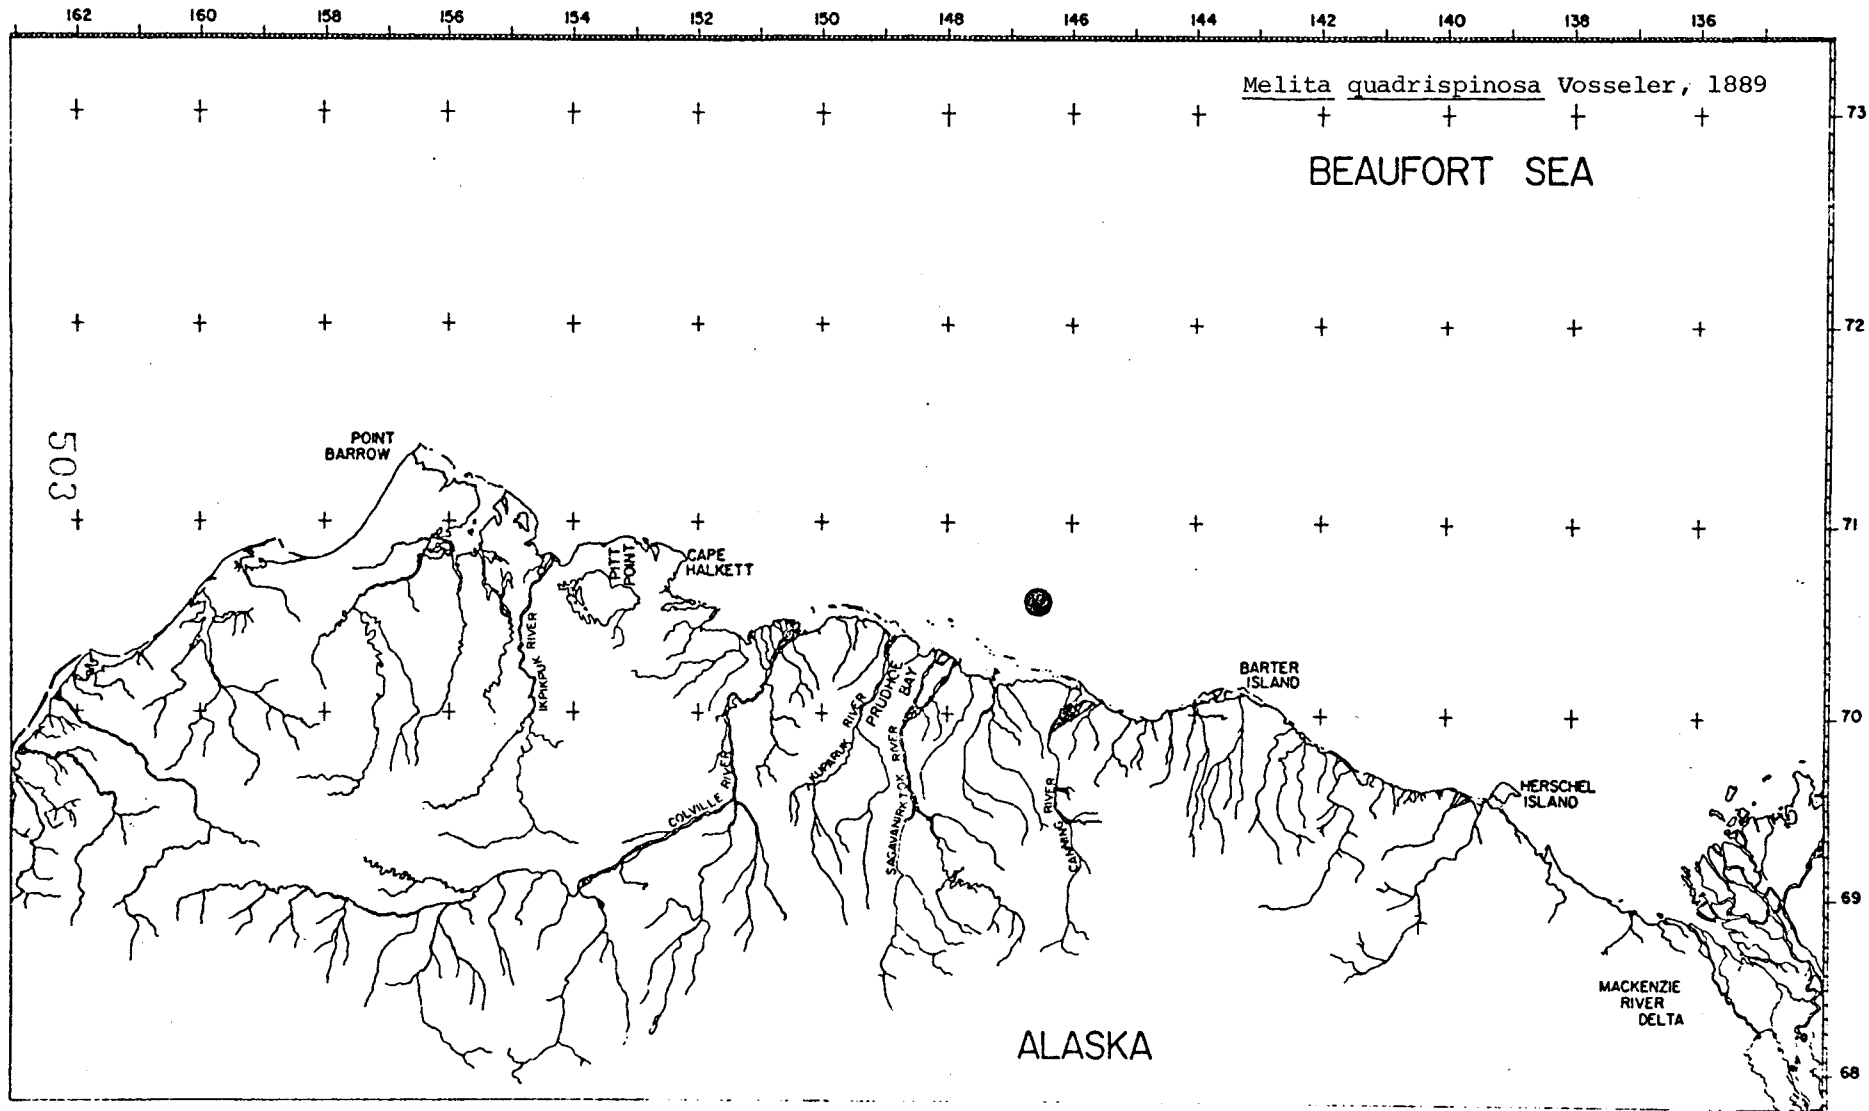 162 160 158 156 154 152 150 148 146 144 142 140 138 136
Melita quadrispinosa Vosseler, 1889
73
BEAUFORT SEA
72
503
POINT
BARROW
71
PITT
POINT
CAPE
HALKETT
IKPIKPUK RIVER
BARTER
ISLAND
PRUDHOE
BAY
70
KUPARUK RIVER
COLVILLE RIVER
SAGAVANIRKTOK RIVER
CANNING RIVER
HERSCHEL
ISLAND
69
MACKENZIE
RIVER
DELTA
ALASKA
68